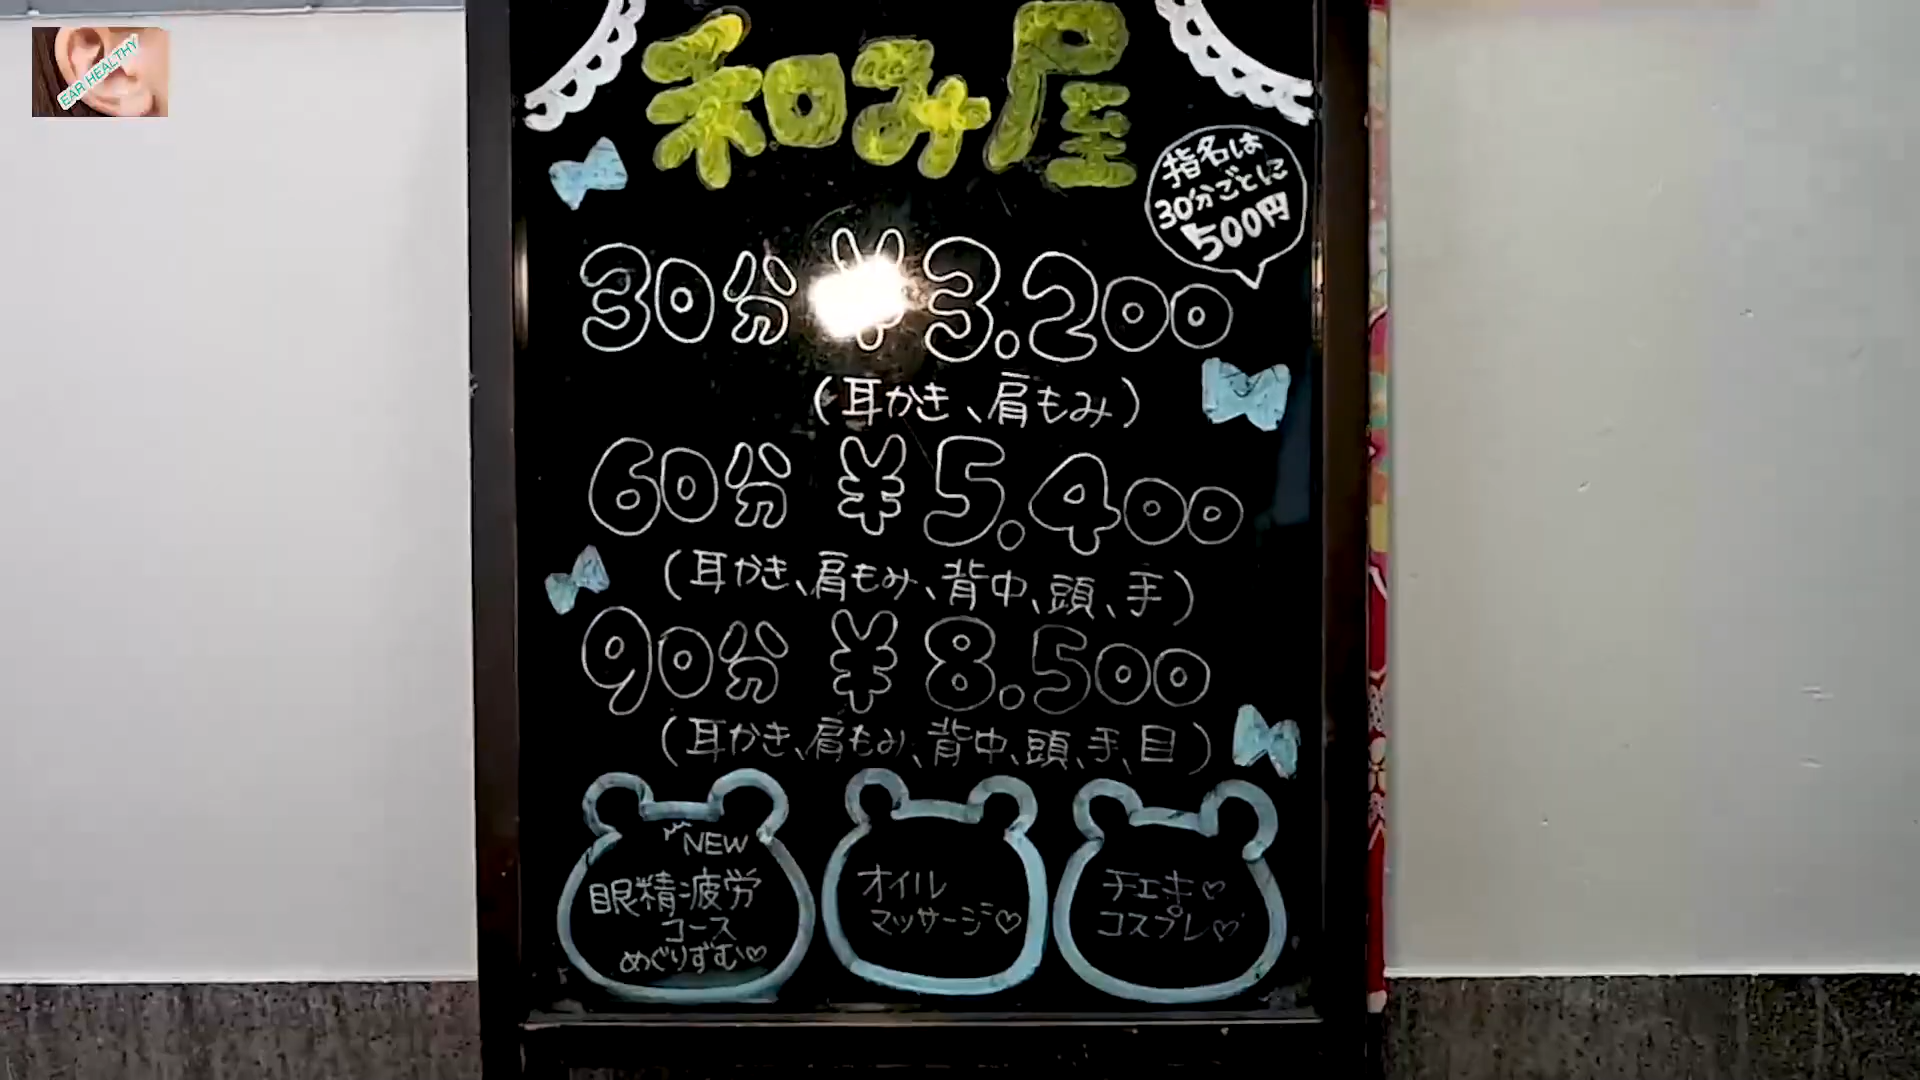 EAR HEALTHY
和み屋
指名は
30分ごとに
500円
30分 ¥3.200
(耳かき、肩もみ)
60分 ¥5.400
(耳かき、肩もみ、背中、頭、手)
90分 ¥8.500
(耳かき、肩もみ、背中、頭、手、目)
NEW
眼精疲労
コース
めぐりずむ♡
オイル
マッサージ♡
チェキ♡
コスプレ♡